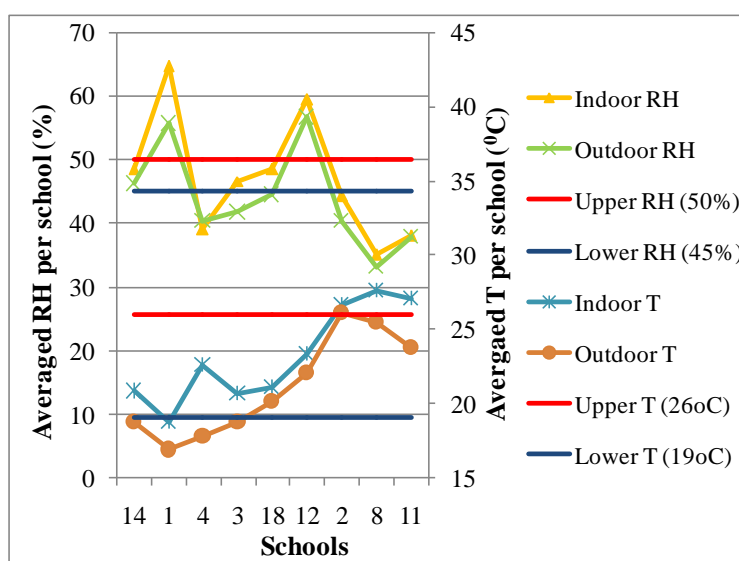 Averaged RH per school (%)
70
60
50
40
30
20
10
0
14 1 4 3 18 12 2 8 11
Schools
45
40
35
30
25
20
15
Avergaed T per school (⁰C)
Indoor RH
Outdoor RH
Upper RH (50%)
Lower RH (45%)
Indoor T
Outdoor T
Upper T (26oC)
Lower T (19oC)